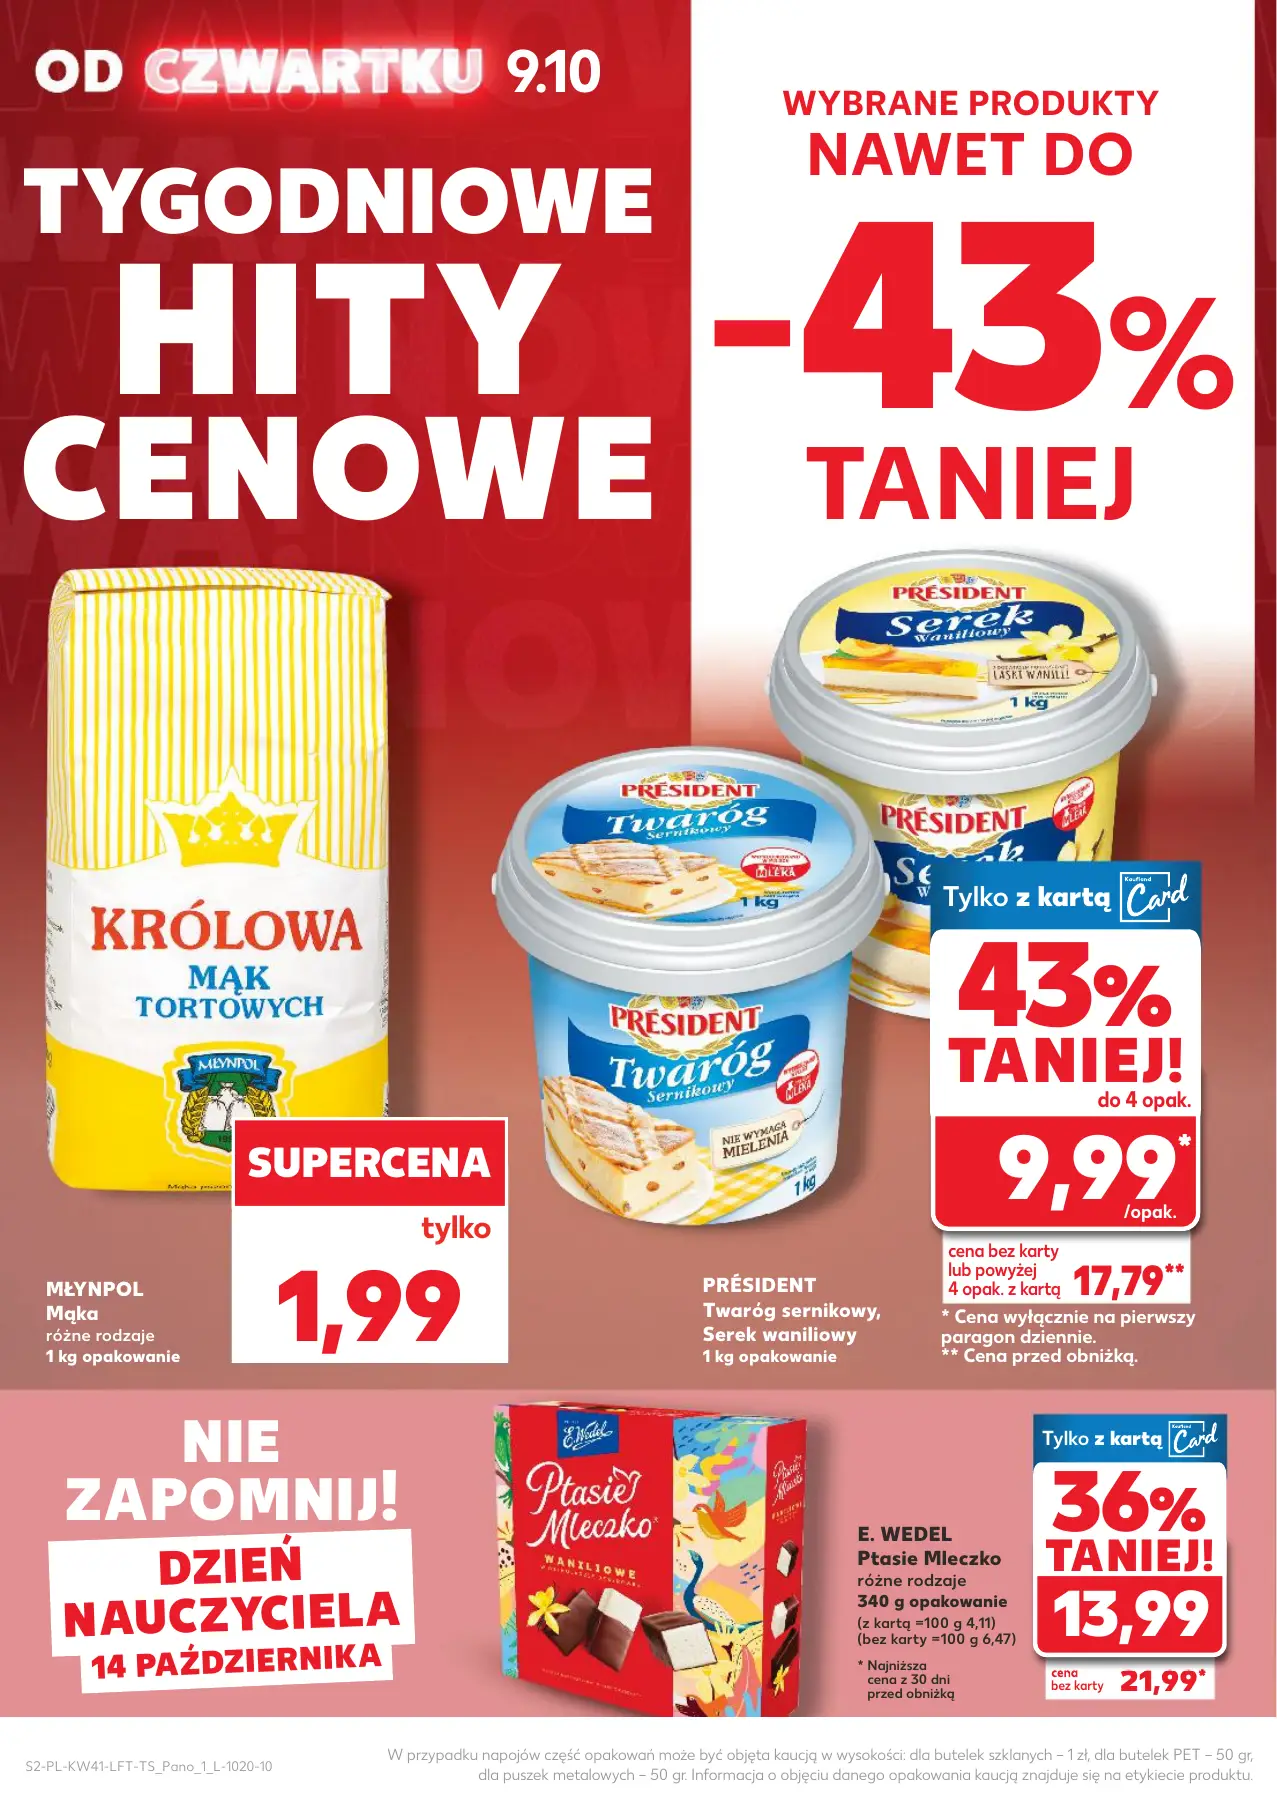 OD CZWARTKU 9.10
TYGODNIOWE
HITY
CENOWE
WYBRANE PRODUKTY
NAWET DO
-43%
TANIEJ
PRÉSIDENT
Serek
Waniliowy
LASKI WANILII!
1 kg
PRÉSIDENT
Serek
PRÉSIDENT
Twaróg
Sernikowy
MLEKA
1 kg
PRÉSIDENT
Twaróg
Sernikowy
NIE WYMAGA
MIELENIA
1 kg
KRÓLOWA
MĄK
TORTOWYCH
MŁYNPOL
SUPERCENA
tylko
1,99
MŁYNPOL
Mąka
różne rodzaje
1 kg opakowanie
PRÉSIDENT
Twaróg sernikowy,
Serek waniliowy
1 kg opakowanie
Tylko z kartą Kaufland Card
43%
TANIEJ!
do 4 opak.
9,99*
/opak.
cena bez karty
lub powyżej
4 opak. z kartą
17,79**
* Cena wyłącznie na pierwszy
paragon dziennie.
** Cena przed obniżką.
NIE
ZAPOMNIJ!
DZIEŃ
NAUCZYCIELA
14 PAŹDZIERNIKA
E. Wedel
Ptasie
Mleczko
WANILIOWE
E. WEDEL
Ptasie Mleczko
różne rodzaje
340 g opakowanie
(z kartą =100 g 4,11)
(bez karty =100 g 6,47)
* Najniższa
cena z 30 dni
przed obniżką
Tylko z kartą Kaufland Card
36%
TANIEJ!
13,99
cena
bez karty
21,99*
S2-PL-KW41-LFT-TS_Pano_1_L-1020-10
W przypadku napojów część opakowań może być objęta kaucją w wysokości: dla butelek szklanych – 1 zł, dla butelek PET – 50 gr,
dla puszek metalowych – 50 gr. Informacja o objęciu danego opakowania kaucją znajduje się na etykiecie produktu.